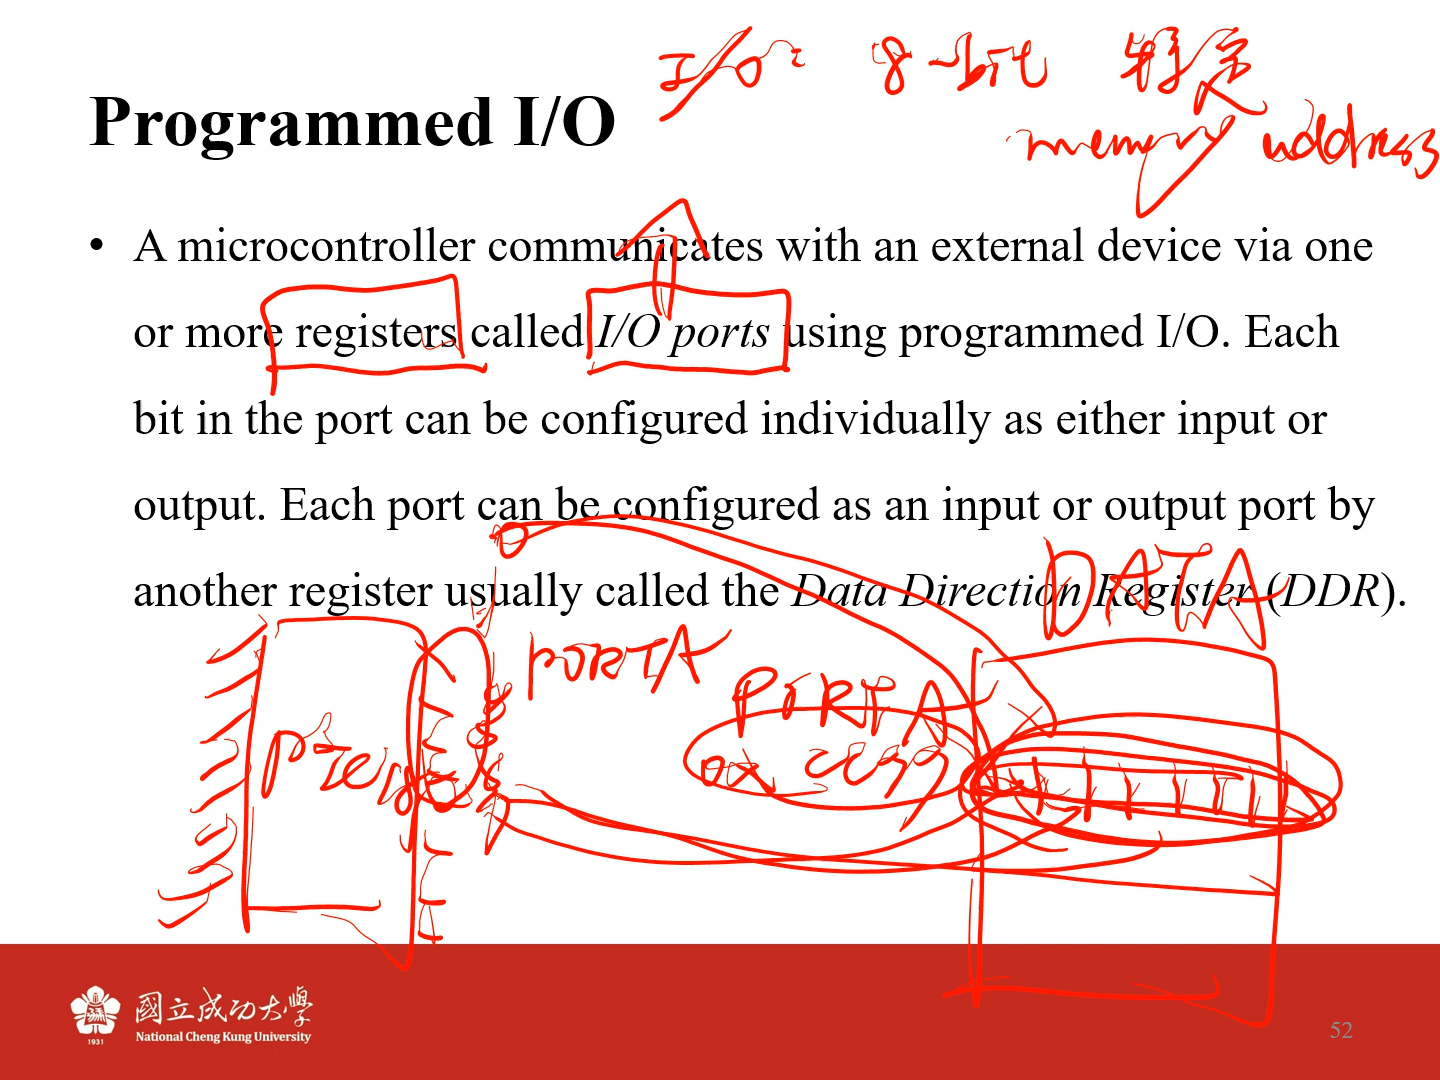 I/O: 8-bit 特定
memory address
Programmed I/O
• A microcontroller communicates with an external device via one
or more registers called I/O ports using programmed I/O. Each
bit in the port can be configured individually as either input or
output. Each port can be configured as an input or output port by
another register usually called the Data Direction Register (DDR).
DATA
PORTA
PORTA
國立成功大學
National Cheng Kung University
1931
52